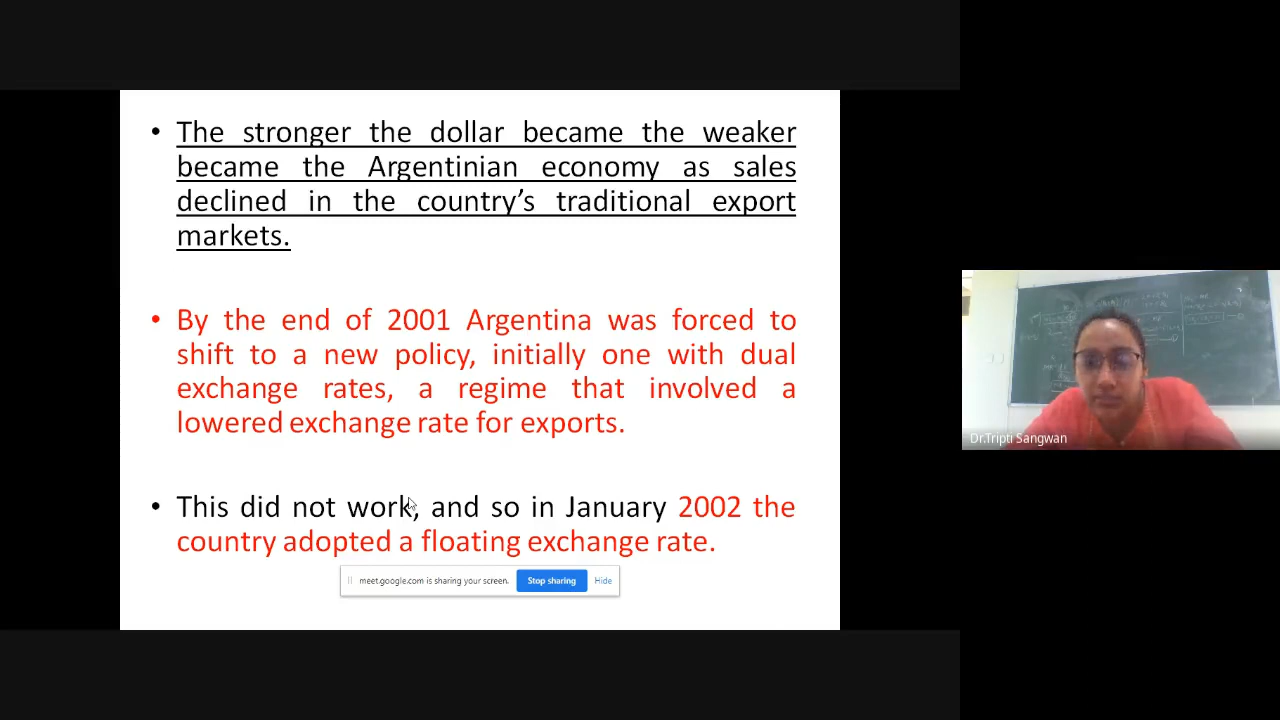 • The stronger the dollar became the weaker
became the Argentinian economy as sales
declined in the country’s traditional export
markets.
• By the end of 2001 Argentina was forced to
shift to a new policy, initially one with dual
exchange rates, a regime that involved a
lowered exchange rate for exports.
• This did not work, and so in January 2002 the
country adopted a floating exchange rate.
meet.google.com is sharing your screen. Stop sharing Hide
Dr.Tripti Sangwan